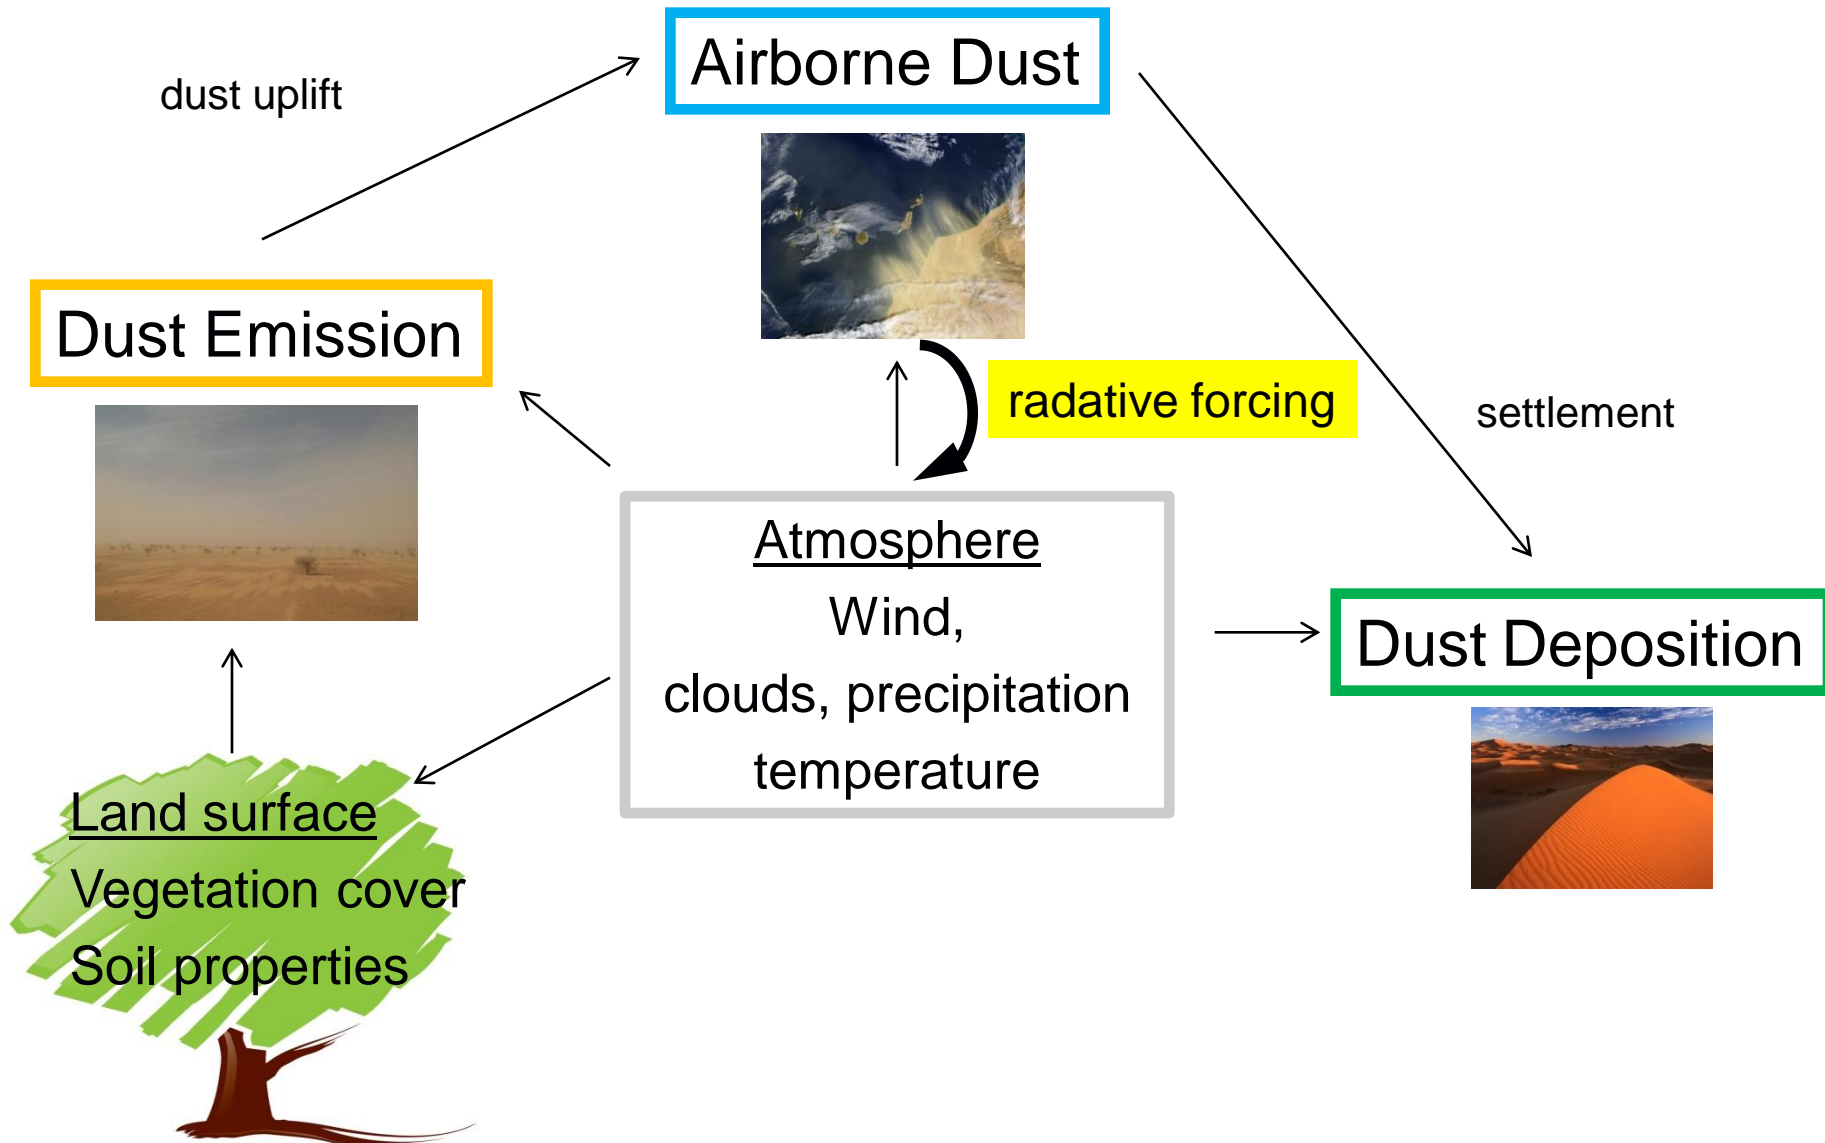 Airborne Dust
dust uplift
Dust Emission
radative forcing
settlement
Atmosphere
Wind,
clouds, precipitation
temperature
Dust Deposition
Land surface
Vegetation cover
Soil properties